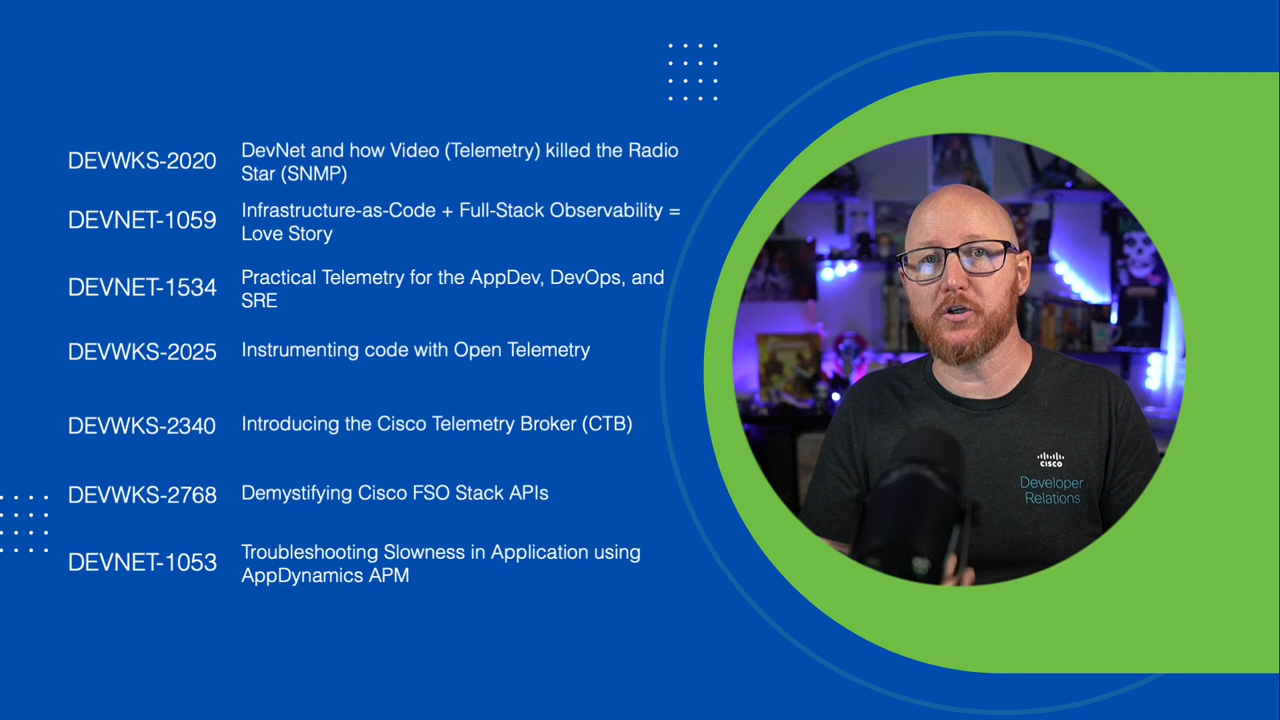 DEVWKS-2020
DevNet and how Video (Telemetry) killed the Radio
Star (SNMP)
DEVNET-1059
Infrastructure-as-Code + Full-Stack Observability =
Love Story
DEVNET-1534
Practical Telemetry for the AppDev, DevOps, and
SRE
DEVWKS-2025
Instrumenting code with Open Telemetry
DEVWKS-2340
Introducing the Cisco Telemetry Broker (CTB)
DEVWKS-2768
Demystifying Cisco FSO Stack APIs
DEVNET-1053
Troubleshooting Slowness in Application using
AppDynamics APM
CISCO
Developer
Relations